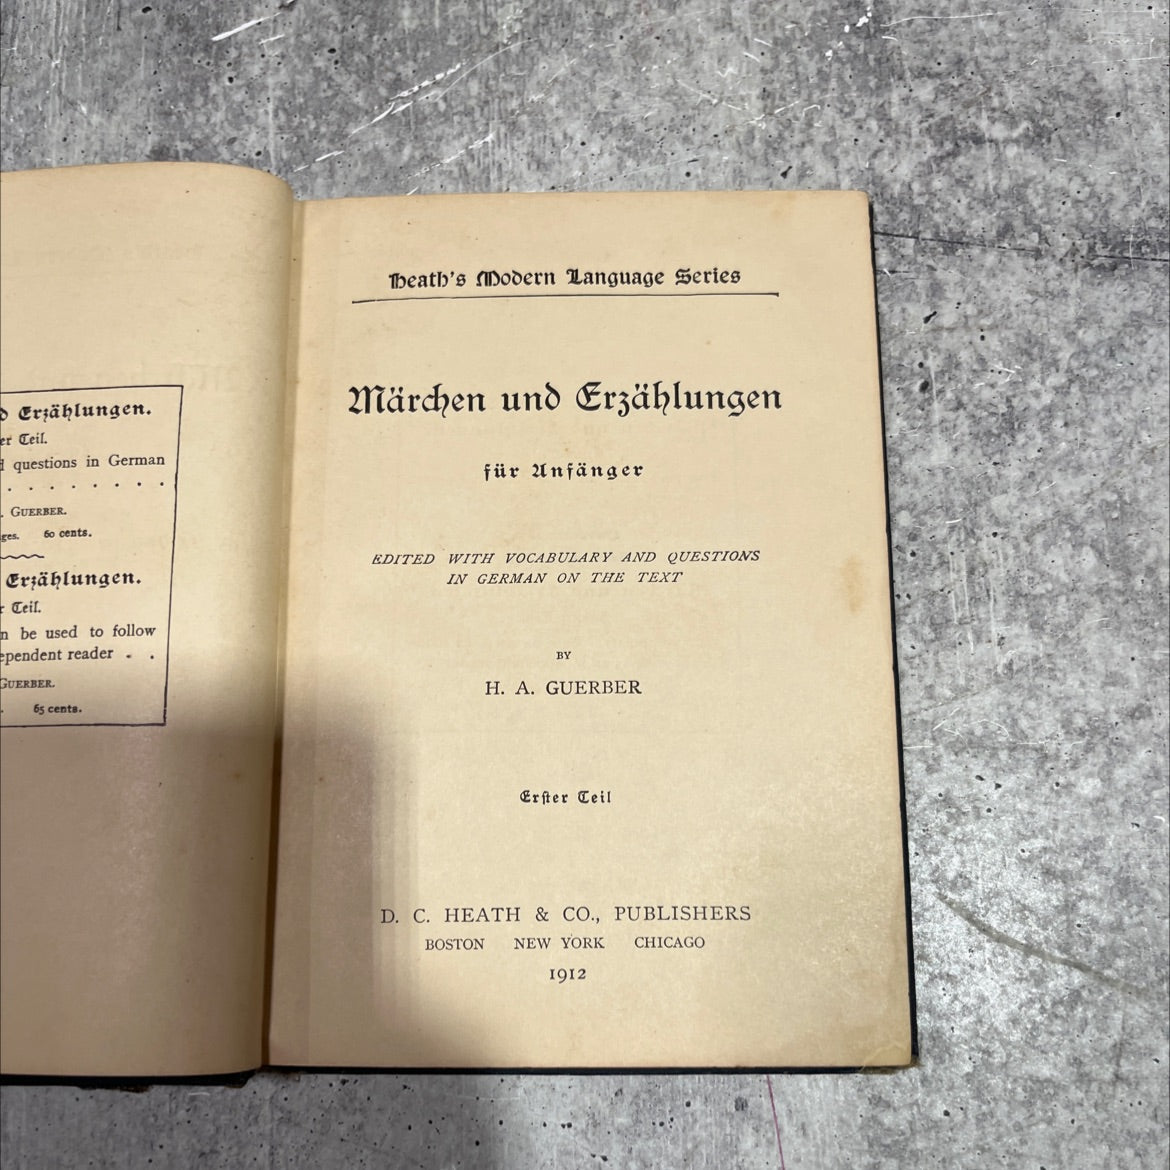 Erzählungen.
Teil.
questions in German
. . . . . . . .
. GUERBER.
60 cents.
Erzählungen.
Teil.
be used to follow
reader . .
GUERBER.
. 65 cents.
Heath's Modern Language Series
Märchen und Erzählungen
für Anfänger
EDITED WITH VOCABULARY AND QUESTIONS
IN GERMAN ON THE TEXT
BY
H. A. GUERBER
Erster Teil
D. C. HEATH & CO., PUBLISHERS
BOSTON NEW YORK CHICAGO
1912